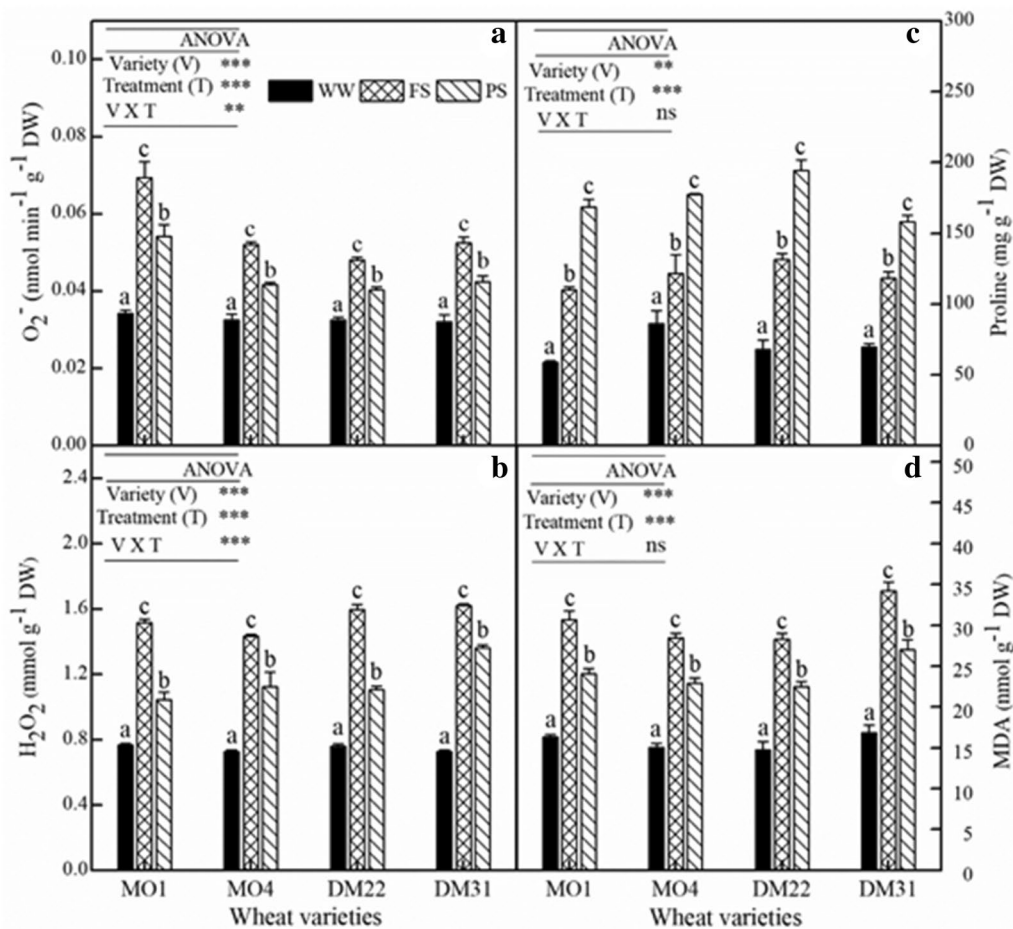 a
ANOVA
Variety (V) ***
Treatment (T) ***
V X T **
WW FS PS
0.10
0.08
0.06
0.04
0.02
0.00
O₂⁻ (nmol min⁻¹ g⁻¹ DW)
a c b
a c b
a c b
a c b
c
ANOVA
Variety (V) **
Treatment (T) ***
V X T ns
300
250
200
150
100
50
0
Proline (mg g⁻¹ DW)
a b c
a b c
a b c
a b c
b
ANOVA
Variety (V) ***
Treatment (T) ***
V X T ***
2.4
2.0
1.6
1.2
0.8
0.4
0.0
H₂O₂ (mmol g⁻¹ DW)
a c b
a c b
a c b
a c b
MO1 MO4 DM22 DM31
Wheat varieties
d
ANOVA
Variety (V) ***
Treatment (T) ***
V X T ns
50
45
40
35
30
25
20
15
10
5
0
MDA (nmol g⁻¹ DW)
a c b
a c b
a c b
a c b
MO1 MO4 DM22 DM31
Wheat varieties